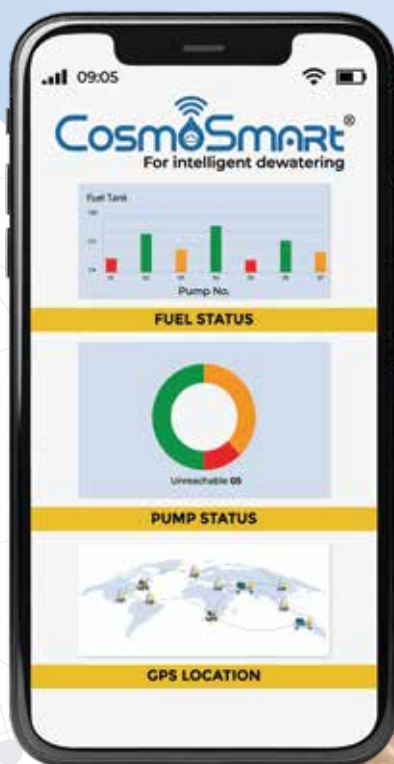 09:05
CosmoSmart®
For intelligent dewatering
Fuel Tank
Pump No.
FUEL STATUS
Unreachable 05
PUMP STATUS
GPS LOCATION